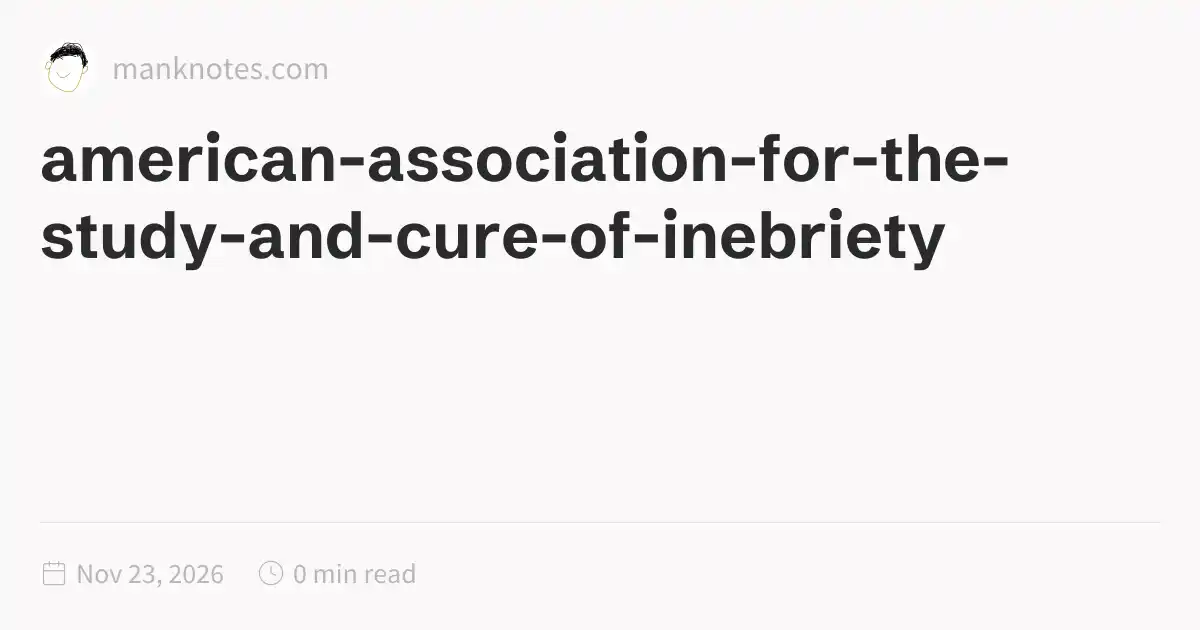 manknotes.com
american-association-for-the-
study-and-cure-of-inebriety
Nov 23, 2026 0 min read